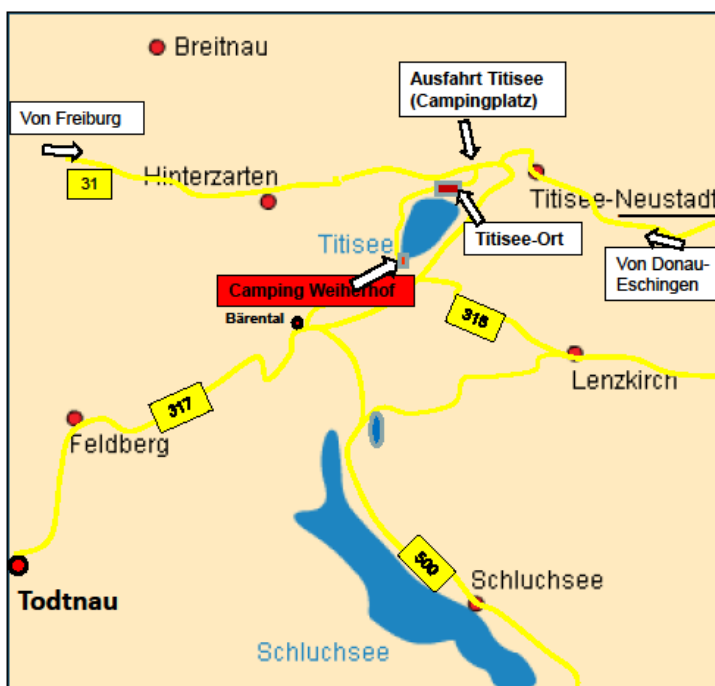 Breitnau
Ausfahrt Titisee
(Campingplatz)
Von Freiburg
31
Hinterzarten
Titisee-Neustadt
Titisee
Titisee-Ort
Von Donau-
Eschingen
Camping Weiherhof
Bärental
315
Lenzkirch
317
Feldberg
500
Schluchsee
Todtnau
Schluchsee